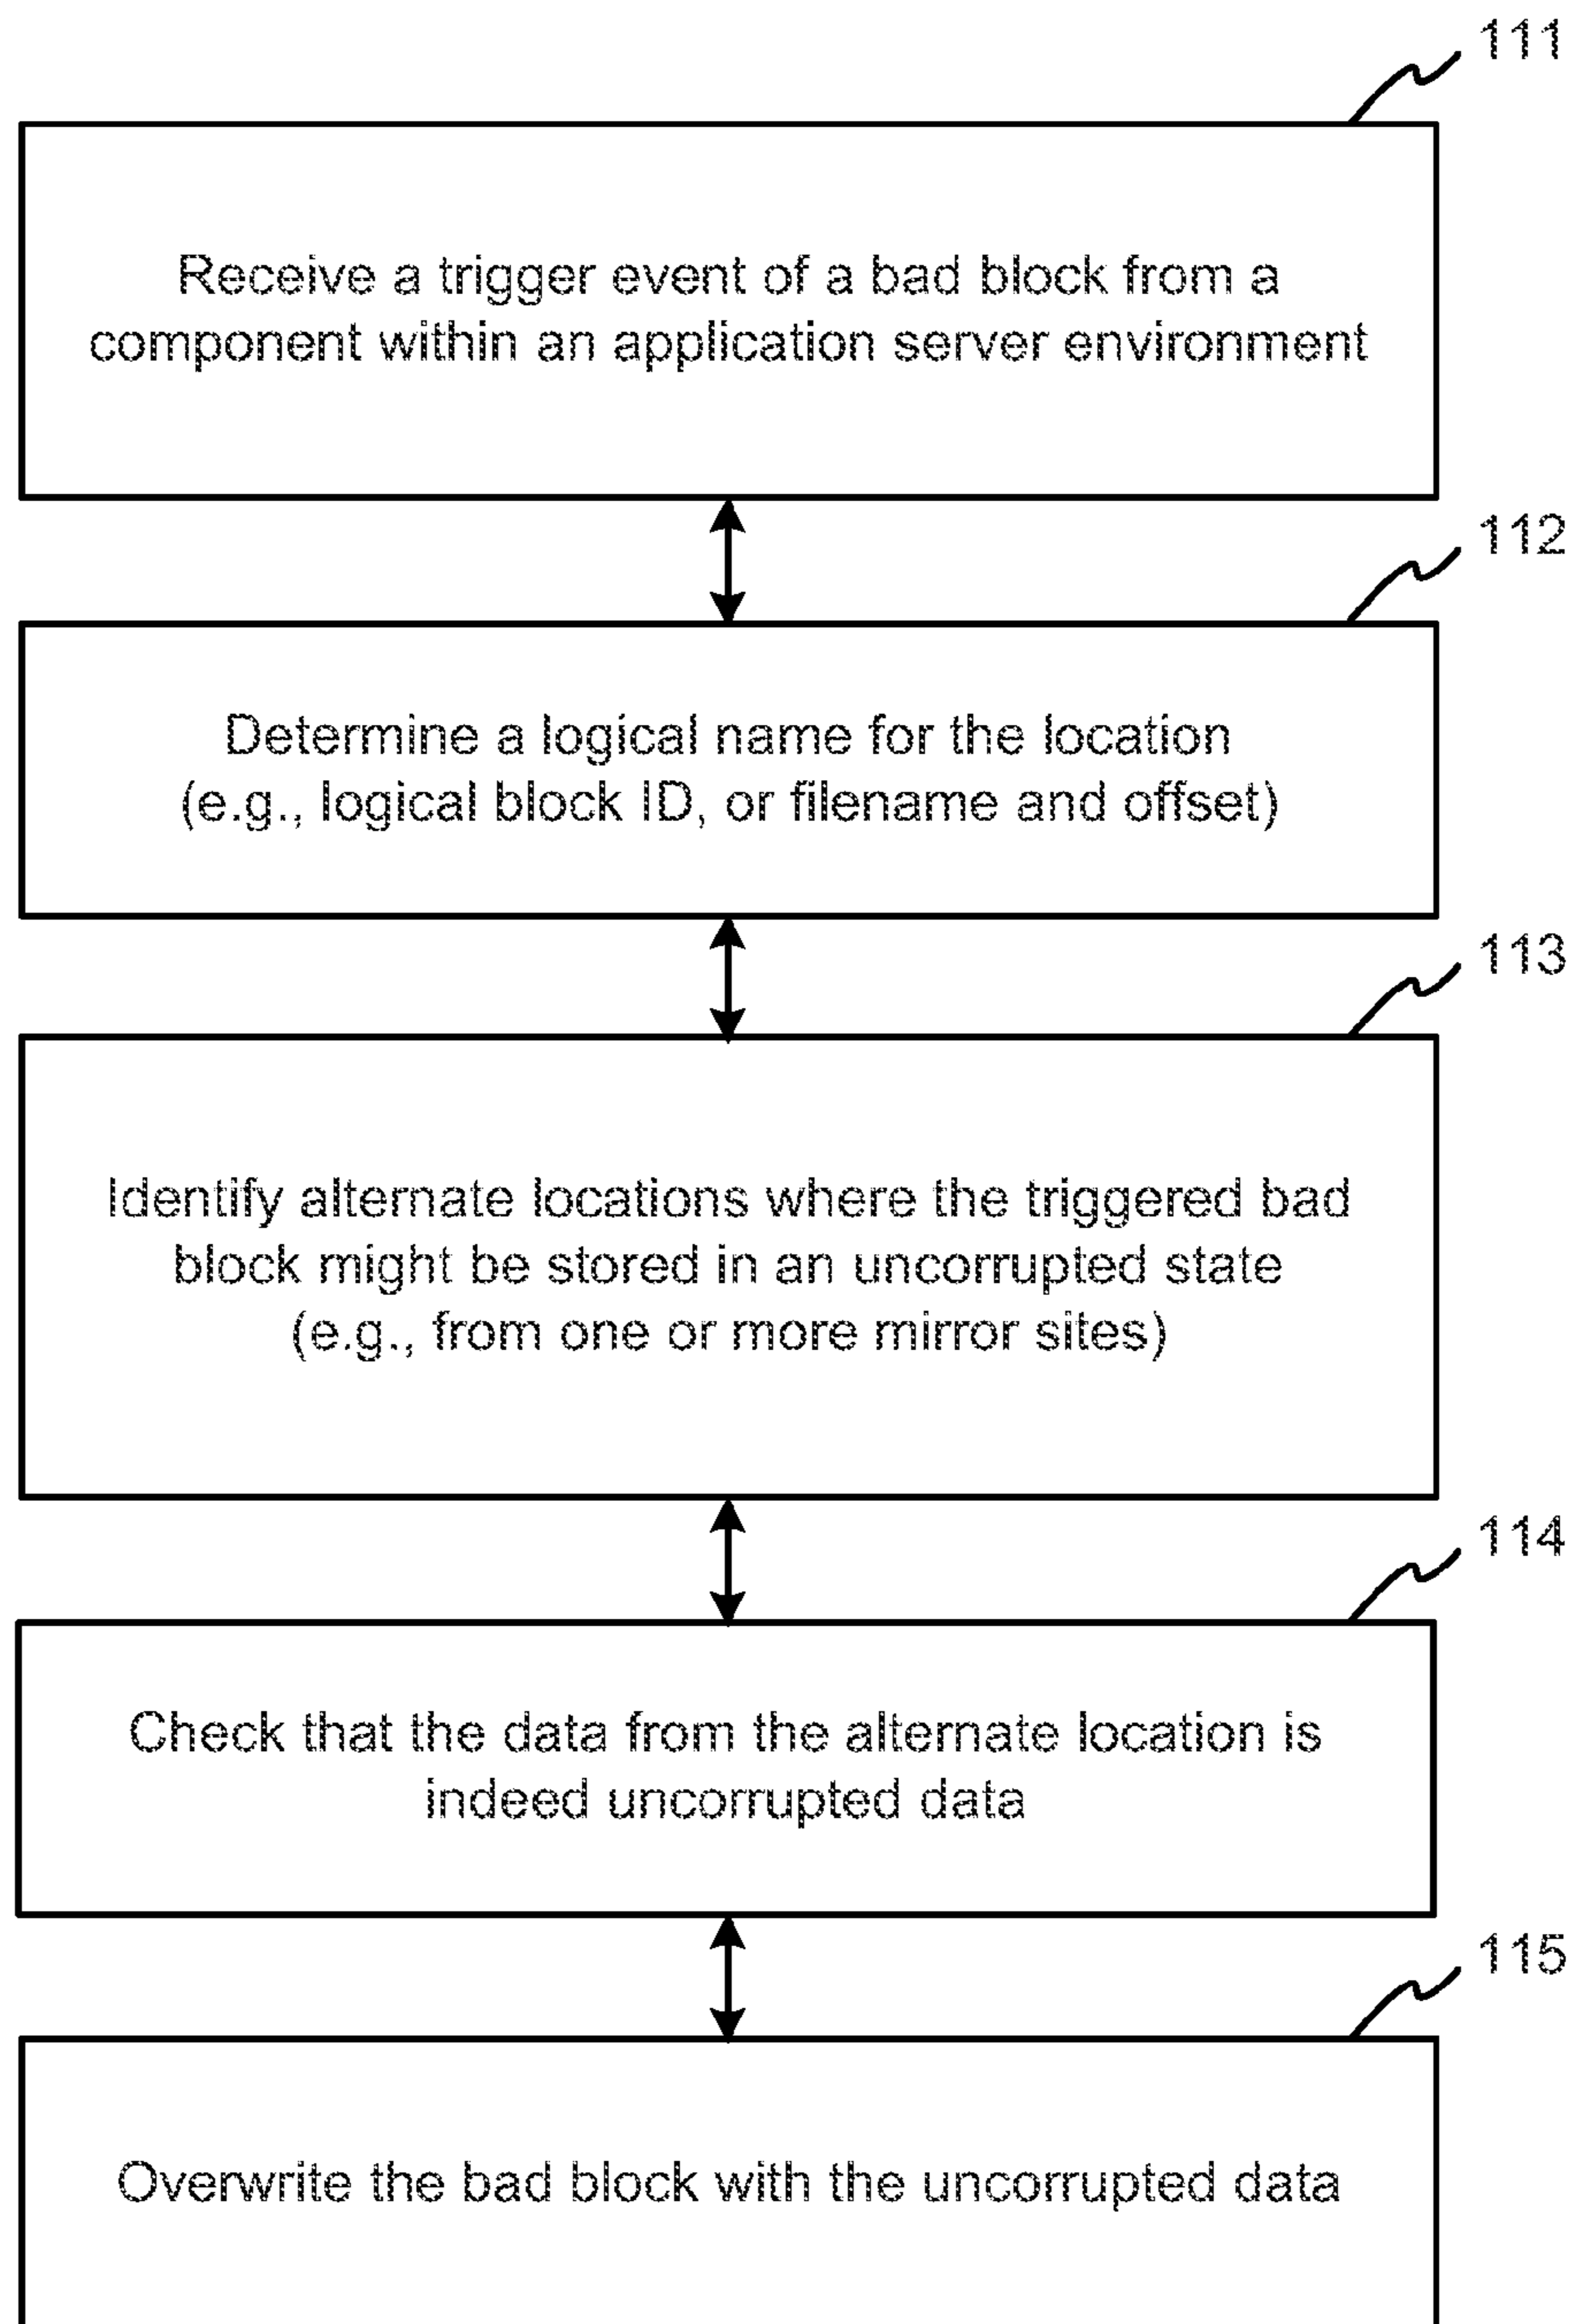 111
Receive a trigger event of a bad block from a
component within an application server environment
112
Determine a logical name for the location
(e.g., logical block ID, or filename and offset)
113
Identify alternate locations where the triggered bad
block might be stored in an uncorrupted state
(e.g., from one or more mirror sites)
114
Check that the data from the alternate location is
indeed uncorrupted data
115
Overwrite the bad block with the uncorrupted data